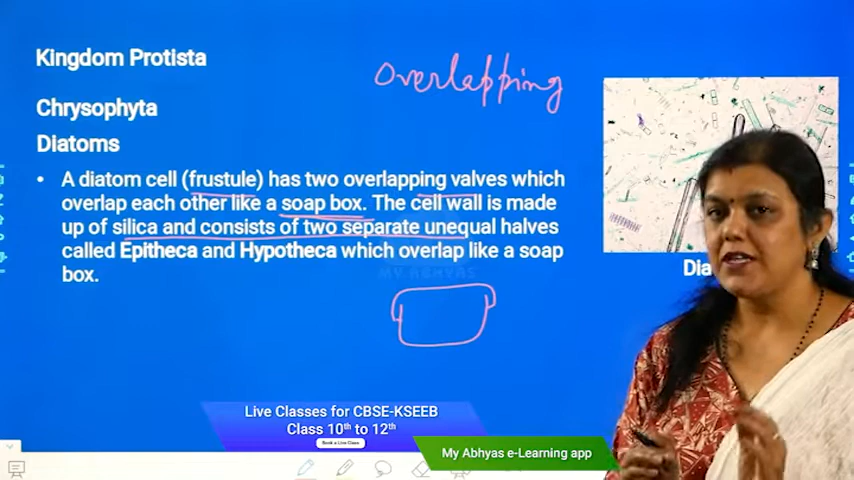 Kingdom Protista
Overlapping
Chrysophyta
Diatoms
• A diatom cell (frustule) has two overlapping valves which
overlap each other like a soap box. The cell wall is made
up of silica and consists of two separate unequal halves
called Epitheca and Hypotheca which overlap like a soap
box.
MY ABHYAS
Dia
Live Classes for CBSE-KSEEB
Class 10th to 12th
Book a Live Class
My Abhyas e-Learning app